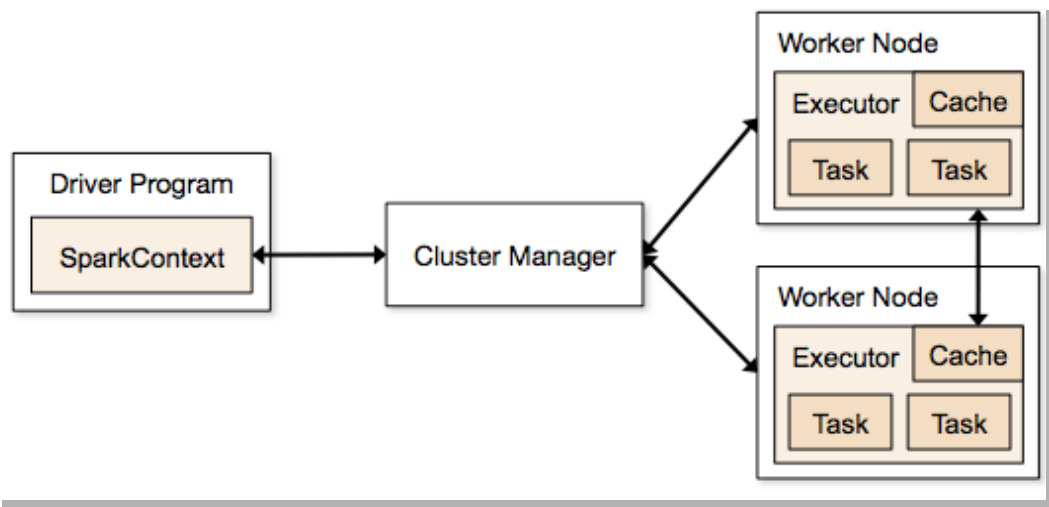 Driver Program
SparkContext
Cluster Manager
Worker Node
Executor
Cache
Task
Task
Worker Node
Executor
Cache
Task
Task